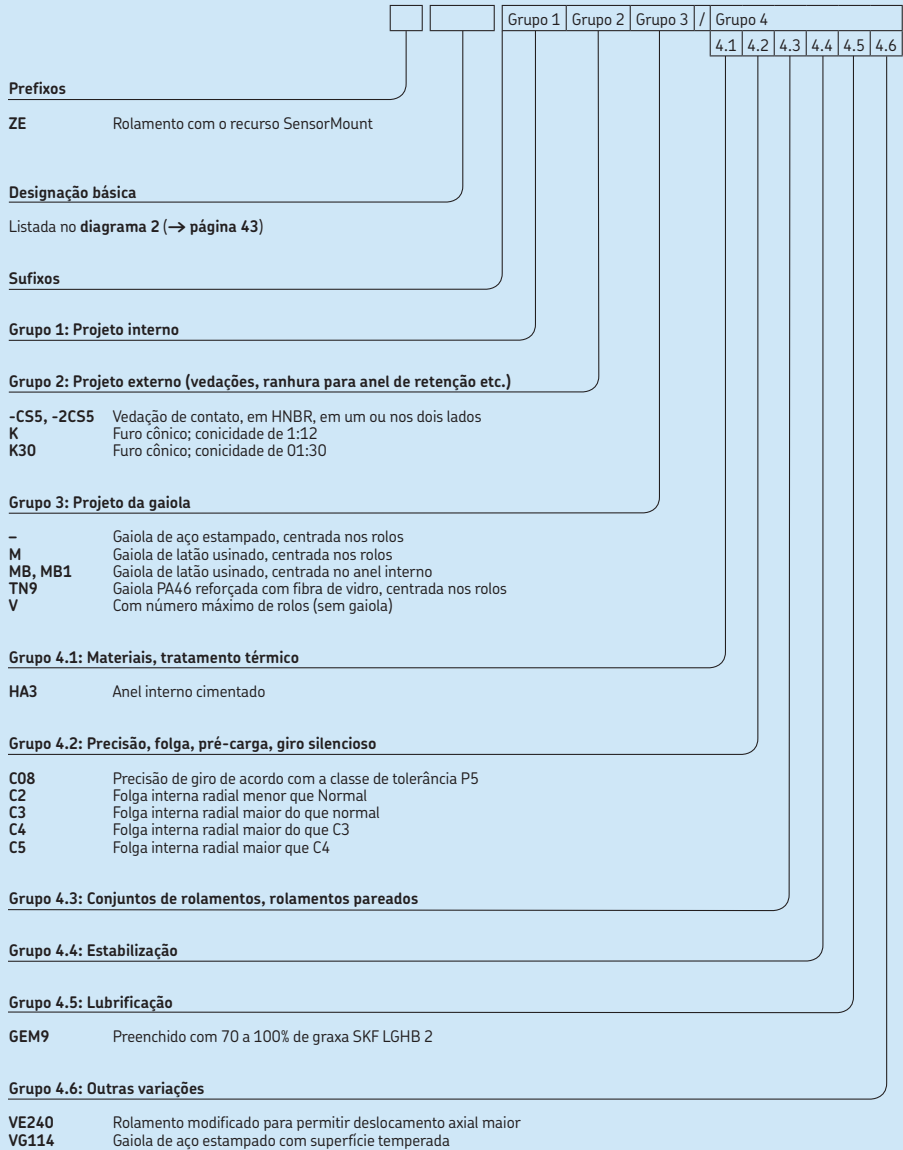 Grupo 1 Grupo 2 Grupo 3 / Grupo 4
4.1 4.2 4.3 4.4 4.5 4.6
Prefixos
ZE Rolamento com o recurso SensorMount
Designação básica
Listada no diagrama 2 (→ página 43)
Sufixos
Grupo 1: Projeto interno
Grupo 2: Projeto externo (vedações, ranhura para anel de retenção etc.)
-CS5, -2CS5 Vedação de contato, em HNBR, em um ou nos dois lados
K Furo cônico; conicidade de 1:12
K30 Furo cônico; conicidade de 01:30
Grupo 3: Projeto da gaiola
– Gaiola de aço estampado, centrada nos rolos
M Gaiola de latão usinado, centrada nos rolos
MB, MB1 Gaiola de latão usinado, centrada no anel interno
TN9 Gaiola PA46 reforçada com fibra de vidro, centrada nos rolos
V Com número máximo de rolos (sem gaiola)
Grupo 4.1: Materiais, tratamento térmico
HA3 Anel interno cimentado
Grupo 4.2: Precisão, folga, pré-carga, giro silencioso
C08 Precisão de giro de acordo com a classe de tolerância P5
C2 Folga interna radial menor que Normal
C3 Folga interna radial maior do que normal
C4 Folga interna radial maior do que C3
C5 Folga interna radial maior que C4
Grupo 4.3: Conjuntos de rolamentos, rolamentos pareados
Grupo 4.4: Estabilização
Grupo 4.5: Lubrificação
GEM9 Preenchido com 70 a 100% de graxa SKF LGHB 2
Grupo 4.6: Outras variações
VE240 Rolamento modificado para permitir deslocamento axial maior
VG114 Gaiola de aço estampado com superfície temperada